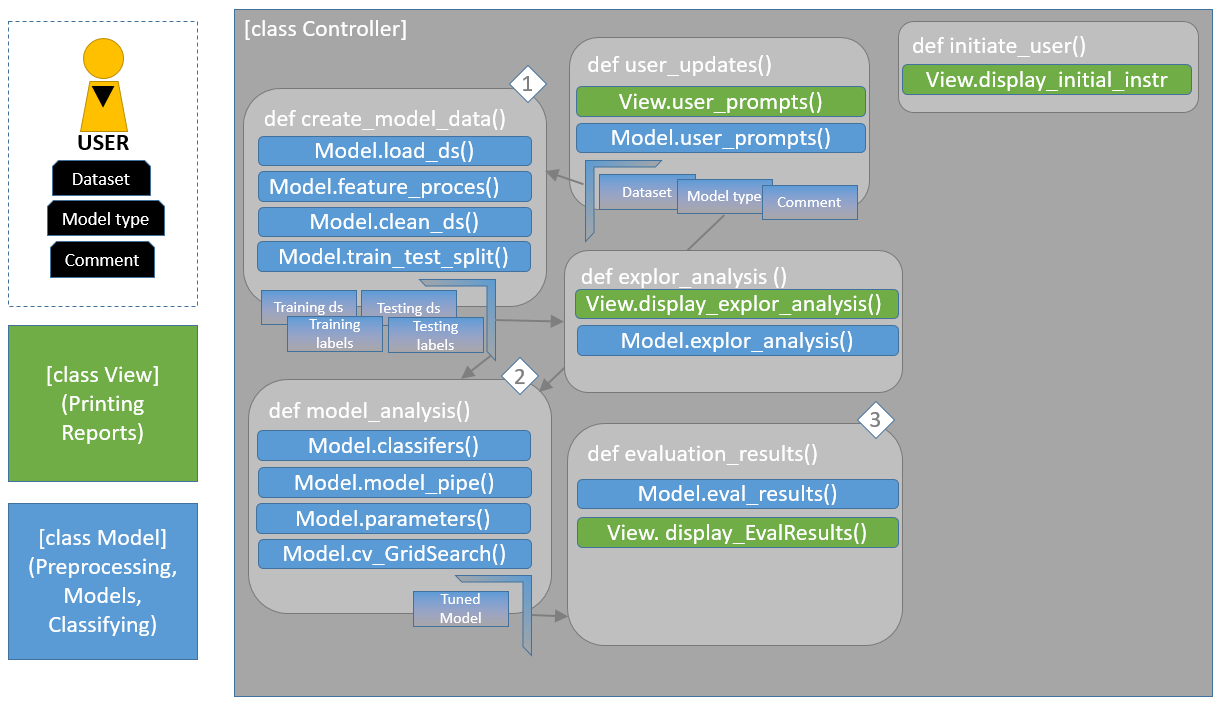 USER
Dataset
Model type
Comment
[class View]
(Printing
Reports)
[class Model]
(Preprocessing,
Models,
Classifying)
[class Controller]
1
def create_model_data()
Model.load_ds()
Model.feature_proces()
Model.clean_ds()
Model.train_test_split()
Training ds
Testing ds
Training
labels
Testing
labels
def user_updates()
View.user_prompts()
Model.user_prompts()
Dataset
Model type
Comment
def initiate_user()
View.display_initial_instr
def explor_analysis ()
View.display_explor_analysis()
Model.explor_analysis()
2
def model_analysis()
Model.classifers()
Model.model_pipe()
Model.parameters()
Model.cv_GridSearch()
Tuned
Model
3
def evaluation_results()
Model.eval_results()
View. display_EvalResults()